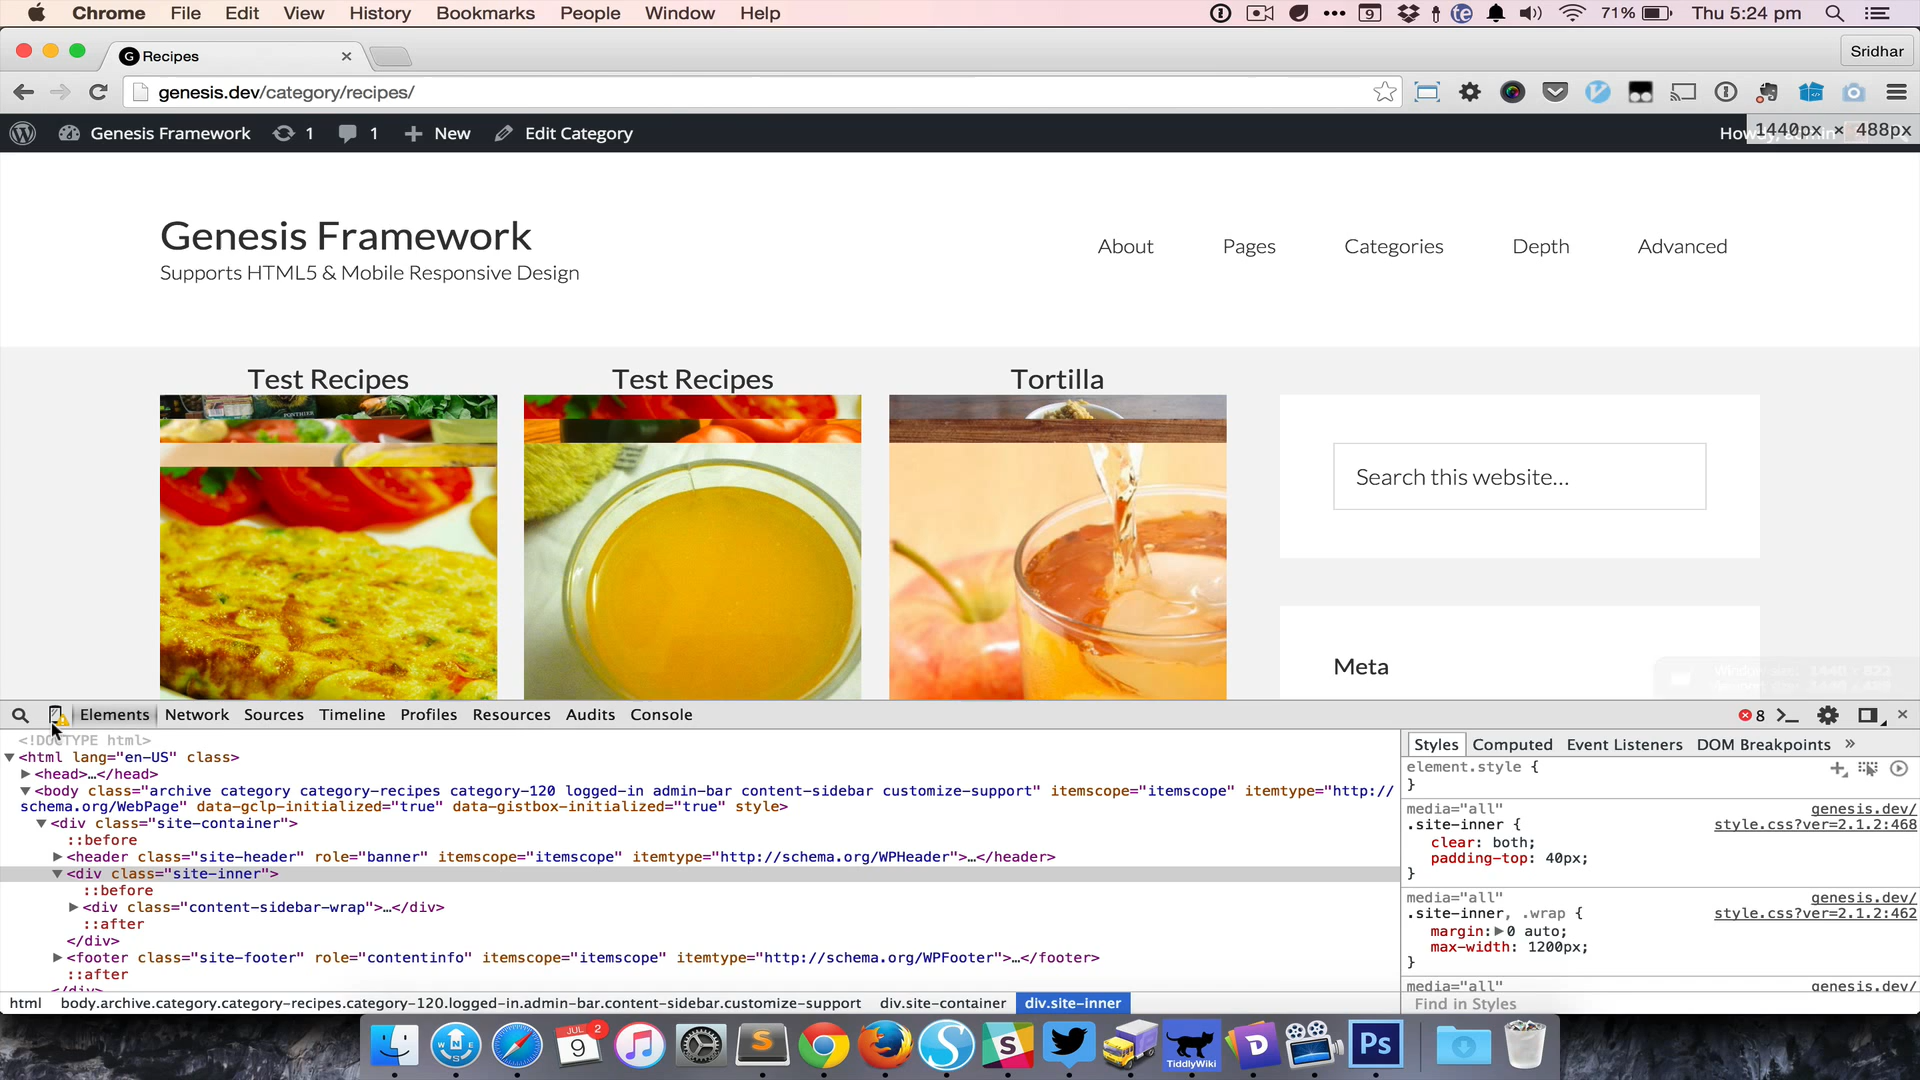 Chrome File Edit View History Bookmarks People Window Help 9 te 71% Thu 5:24 pm
G Recipes Sridhar
genesis.dev/category/recipes/
Genesis Framework 1 1 New Edit Category 1440px × 488px
Genesis Framework
Supports HTML5 & Mobile Responsive Design
About Pages Categories Depth Advanced
Test Recipes Test Recipes Tortilla
Search this website…
Meta
Elements Network Sources Timeline Profiles Resources Audits Console 8
<!DOCTYPE html>
<html lang="en-US" class>
<head>…</head>
<body class="archive category category-recipes category-120 logged-in admin-bar content-sidebar customize-support" itemscope="itemscope" itemtype="http://
schema.org/WebPage" data-gclp-initialized="true" data-gistbox-initialized="true" style>
<div class="site-container">
::before
<header class="site-header" role="banner" itemscope="itemscope" itemtype="http://schema.org/WPHeader">…</header>
<div class="site-inner">
::before
<div class="content-sidebar-wrap">…</div>
::after
</div>
<footer class="site-footer" role="contentinfo" itemscope="itemscope" itemtype="http://schema.org/WPFooter">…</footer>
::after
</div>
html body.archive.category.category-recipes.category-120.logged-in.admin-bar.content-sidebar.customize-support div.site-container div.site-inner
Styles Computed Event Listeners DOM Breakpoints »
element.style {
}
media="all" genesis.dev/
.site-inner { style.css?ver=2.1.2:468
clear: both;
padding-top: 40px;
}
media="all" genesis.dev/
.site-inner, .wrap { style.css?ver=2.1.2:462
margin: 0 auto;
max-width: 1200px;
}
media="all" genesis.dev/
Find in Styles
JUL 2
9
S S S D Ps
TiddlyWiki